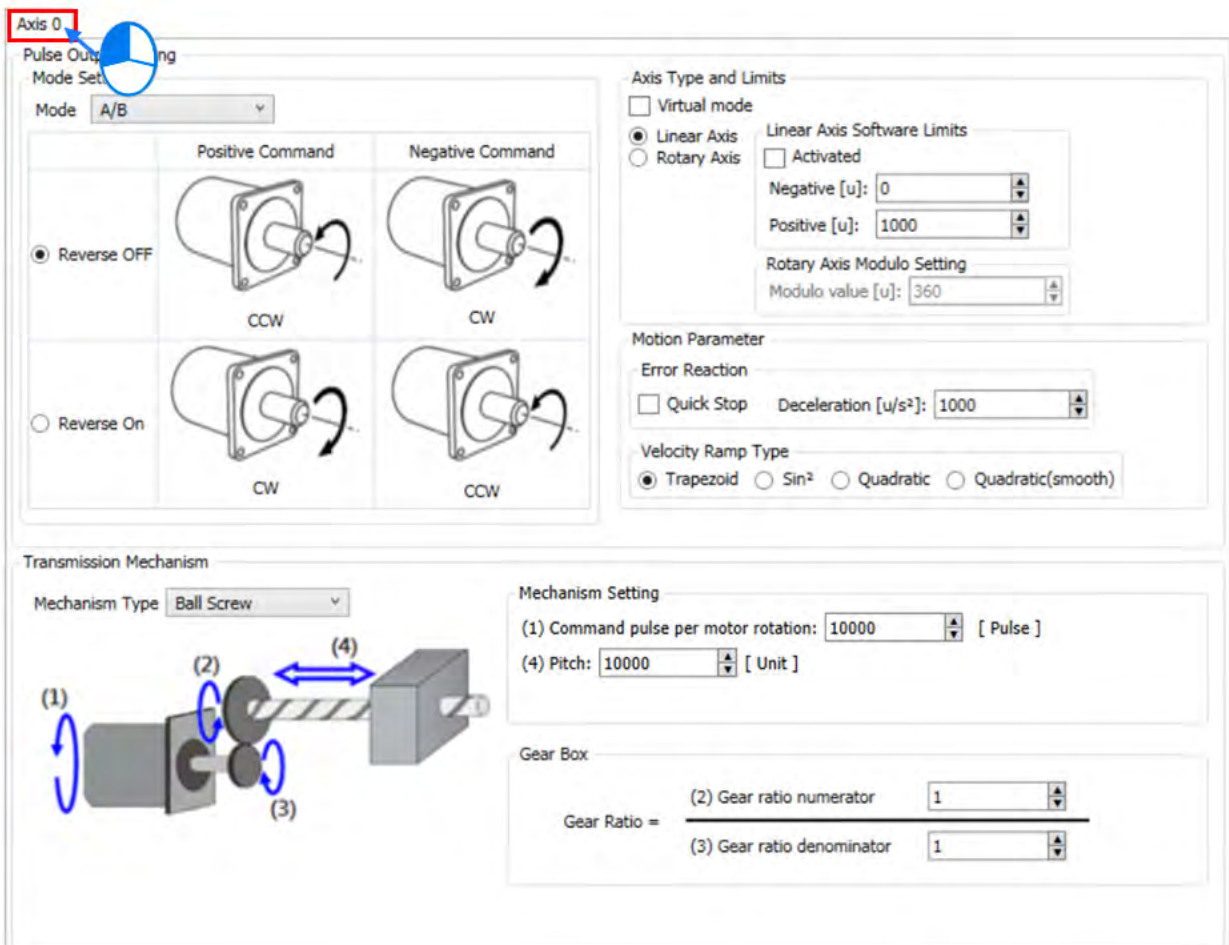 Axis 0
Pulse Out ng
Mode Set
Mode A/B
Positive Command Negative Command
Reverse OFF
CCW CW
Reverse On
CW CCW
Axis Type and Limits
Virtual mode
Linear Axis
Rotary Axis
Linear Axis Software Limits
Activated
Negative [u]: 0
Positive [u]: 1000
Rotary Axis Modulo Setting
Modulo value [u]: 360
Motion Parameter
Error Reaction
Quick Stop Deceleration [u/s²]: 1000
Velocity Ramp Type
Trapezoid Sin² Quadratic Quadratic(smooth)
Transmission Mechanism
Mechanism Type Ball Screw
(1)
(2)
(4)
(3)
Mechanism Setting
(1) Command pulse per motor rotation: 10000 [ Pulse ]
(4) Pitch: 10000 [ Unit ]
Gear Box
Gear Ratio =
(2) Gear ratio numerator 1
(3) Gear ratio denominator 1